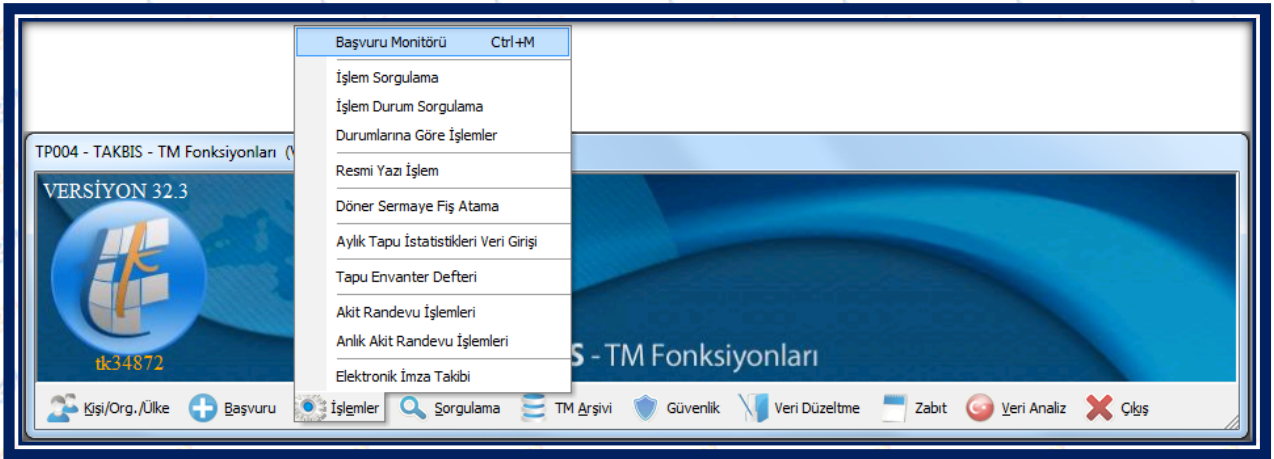 Başvuru Monitörü Ctrl+M
İşlem Sorgulama
İşlem Durum Sorgulama
Durumlarına Göre İşlemler
Resmi Yazı İşlem
Döner Sermaye Fiş Atama
Aylık Tapu İstatistikleri Veri Girişi
Tapu Envanter Defteri
Akit Randevu İşlemleri
Anlık Akit Randevu İşlemleri
Elektronik İmza Takibi
TP004 - TAKBIS - TM Fonksiyonları
VERSİYON 32.3
tk34872
S - TM Fonksiyonları
Kişi/Org./Ülke Başvuru İşlemler Sorgulama TM Arşivi Güvenlik Veri Düzeltme Zabıt Veri Analiz Çıkış